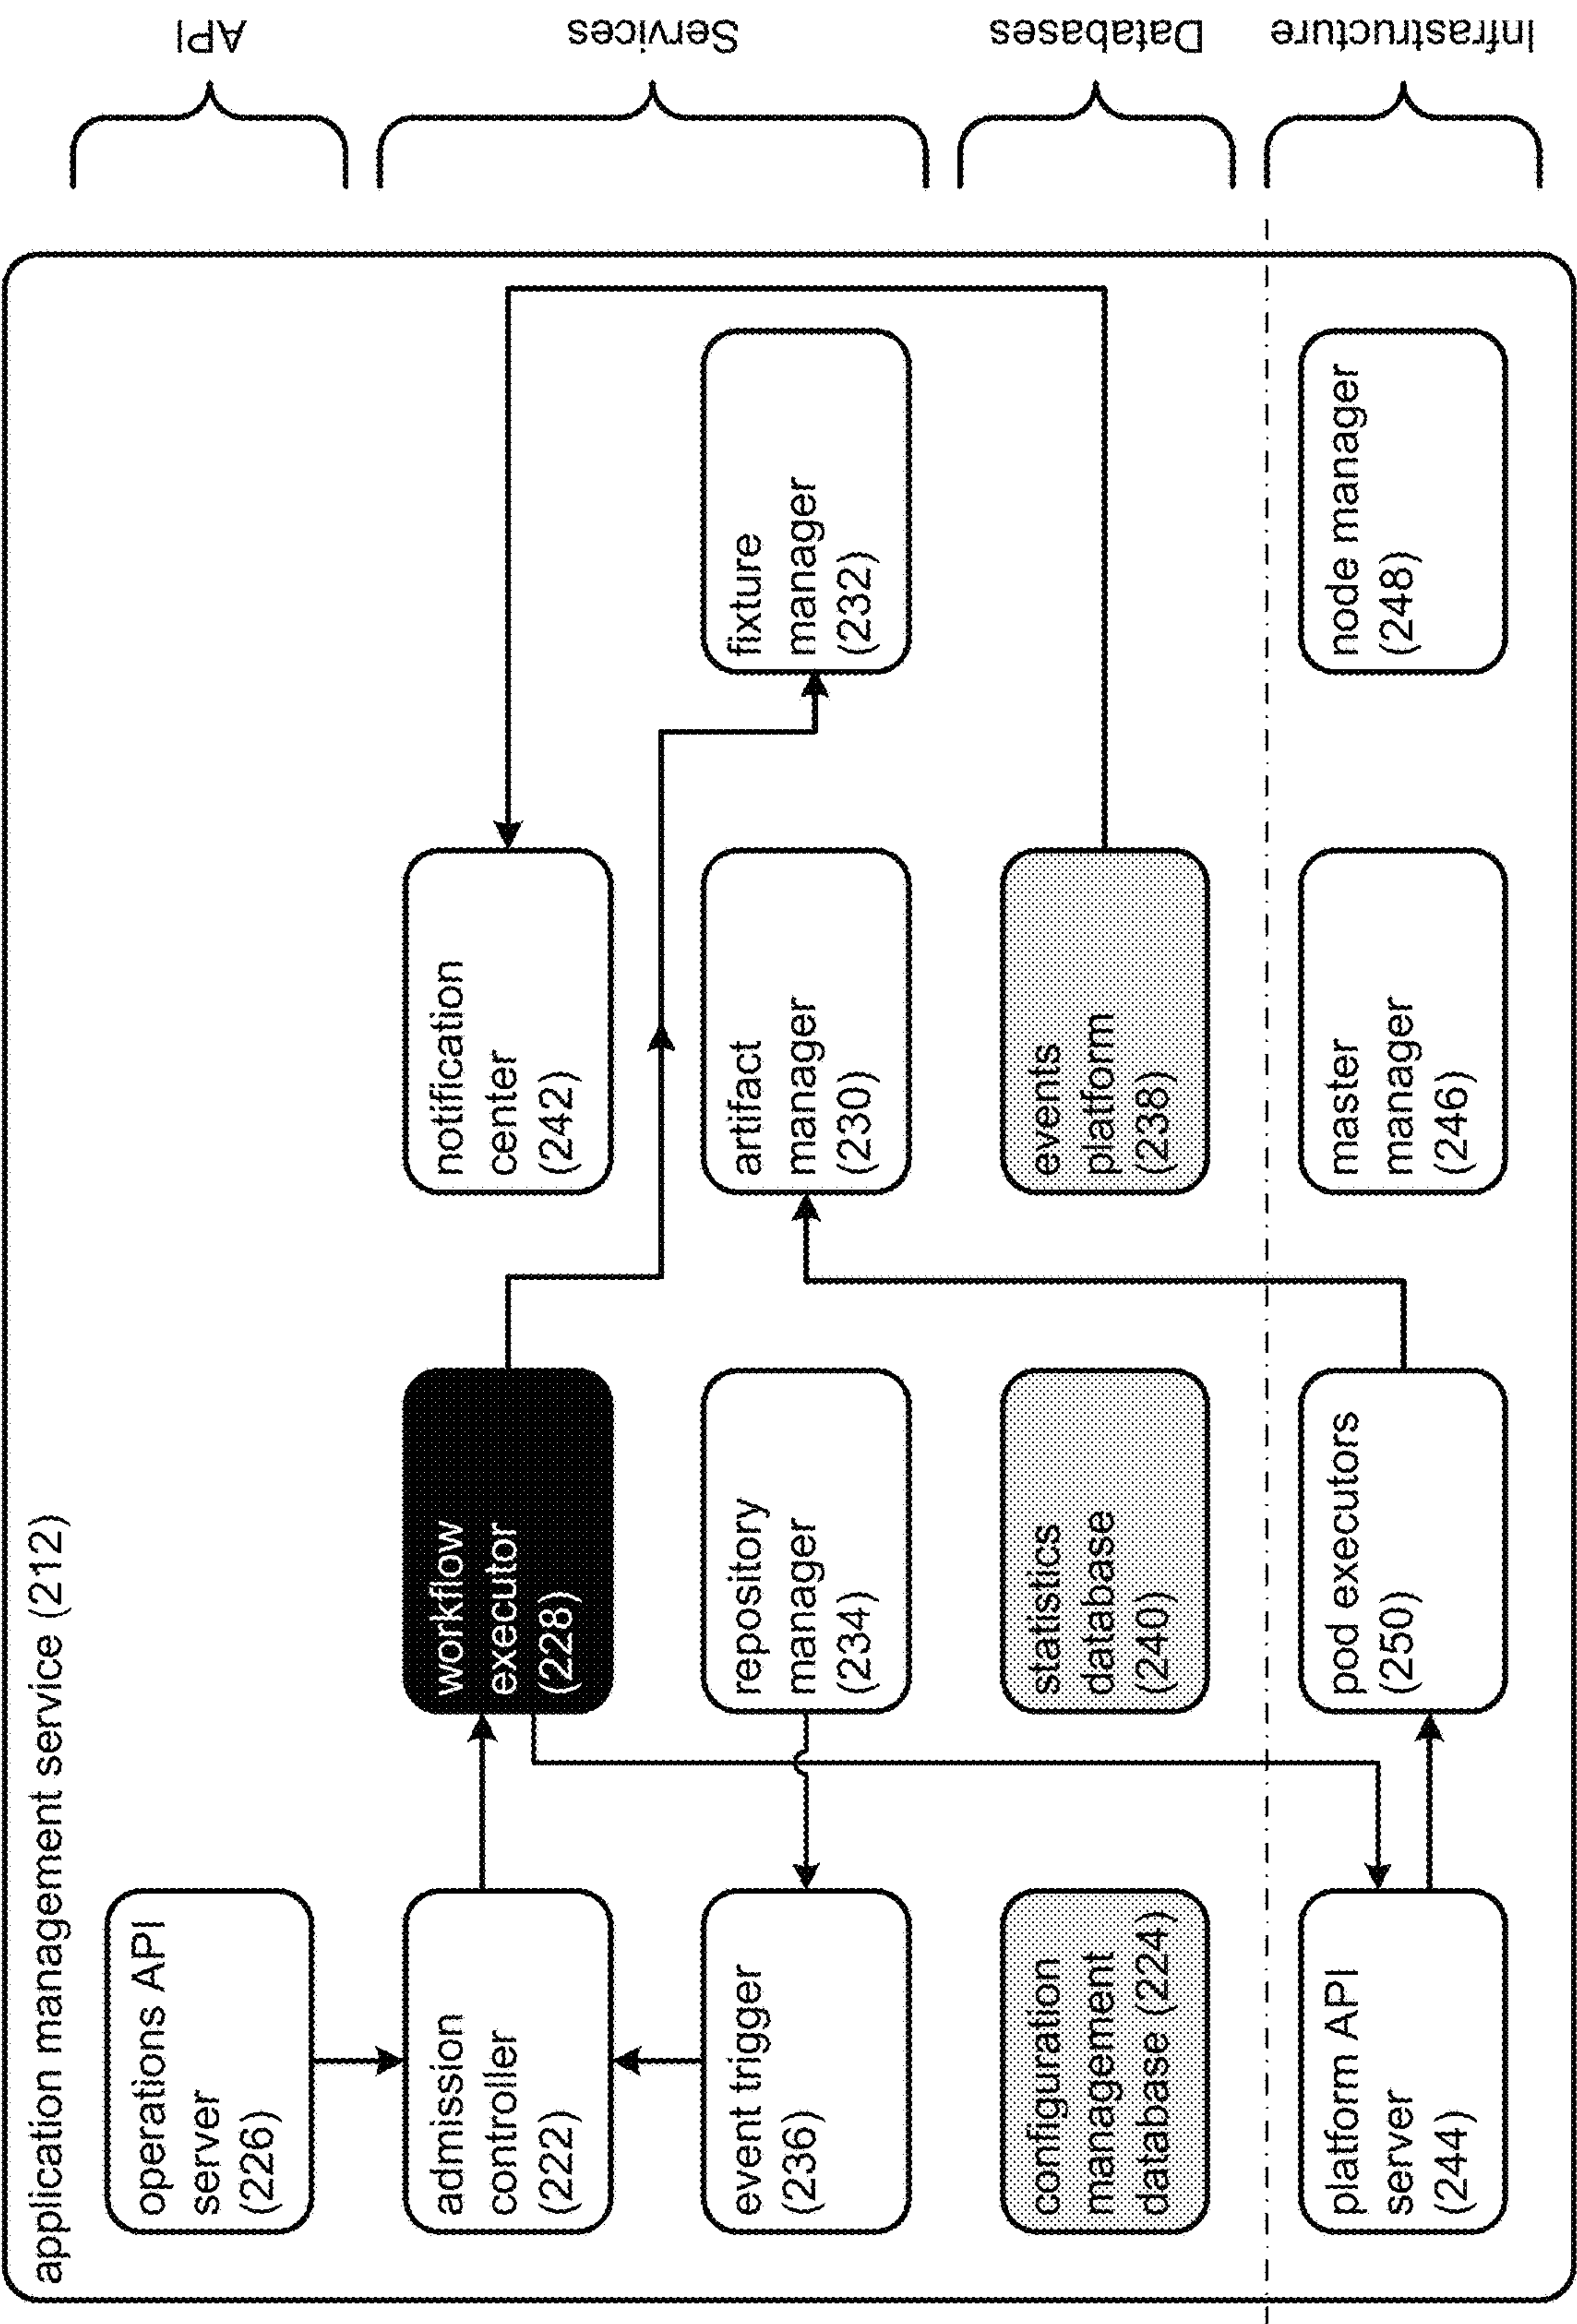 application management service (212)
operations API
server
(226)
API
admission
controller
(222)
workflow
executor
(228)
notification
center
(242)
Services
event trigger
(236)
repository
manager
(234)
artifact
manager
(230)
fixture
manager
(232)
configuration
management
database (224)
statistics
database
(240)
events
platform
(238)
Databases
platform API
server
(244)
pod executors
(250)
master
manager
(246)
node manager
(248)
Infrastructure